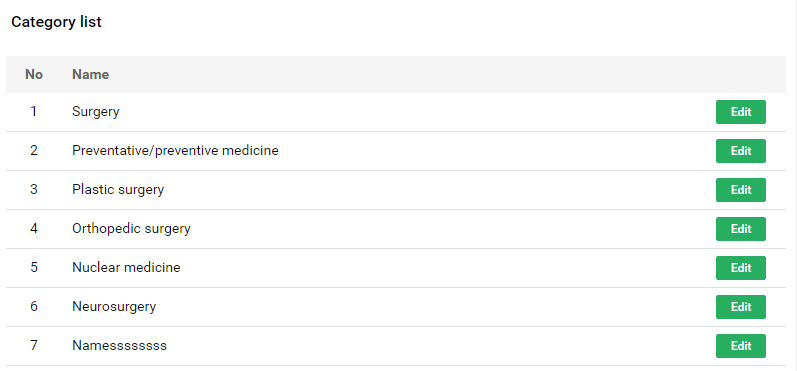 Category list
No Name
1 Surgery Edit
2 Preventative/preventive medicine Edit
3 Plastic surgery Edit
4 Orthopedic surgery Edit
5 Nuclear medicine Edit
6 Neurosurgery Edit
7 Namessssssss Edit